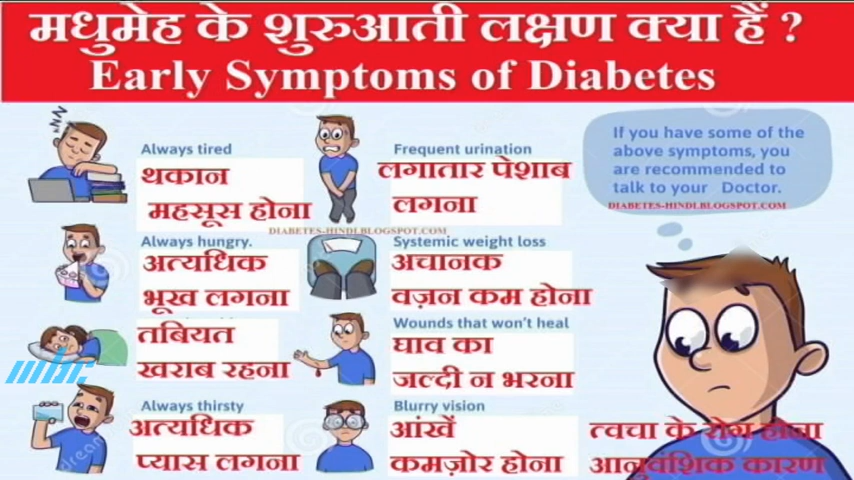 मधुमेह के शुरुआती लक्षण क्या हैं ?
Early Symptoms of Diabetes
Always tired
थकान
महसूस होना
Frequent urination
लगातार पेशाब
लगना
If you have some of the
above symptoms, you
are recommended to
talk to your Doctor.
DIABETES-HINDI.BLOGSPOT.COM
DIABETES-HINDI.BLOGSPOT.COM
Always hungry.
अत्यधिक
भूख लगना
Systemic weight loss
अचानक
वज़न कम होना
तबियत
खराब रहना
Wounds that won't heal
घाव का
जल्दी न भरना
Always thirsty
अत्यधिक
प्यास लगना
Blurry vision
आंखें
कमज़ोर होना
त्वचा के रोग होना
आनुवंशिक कारण